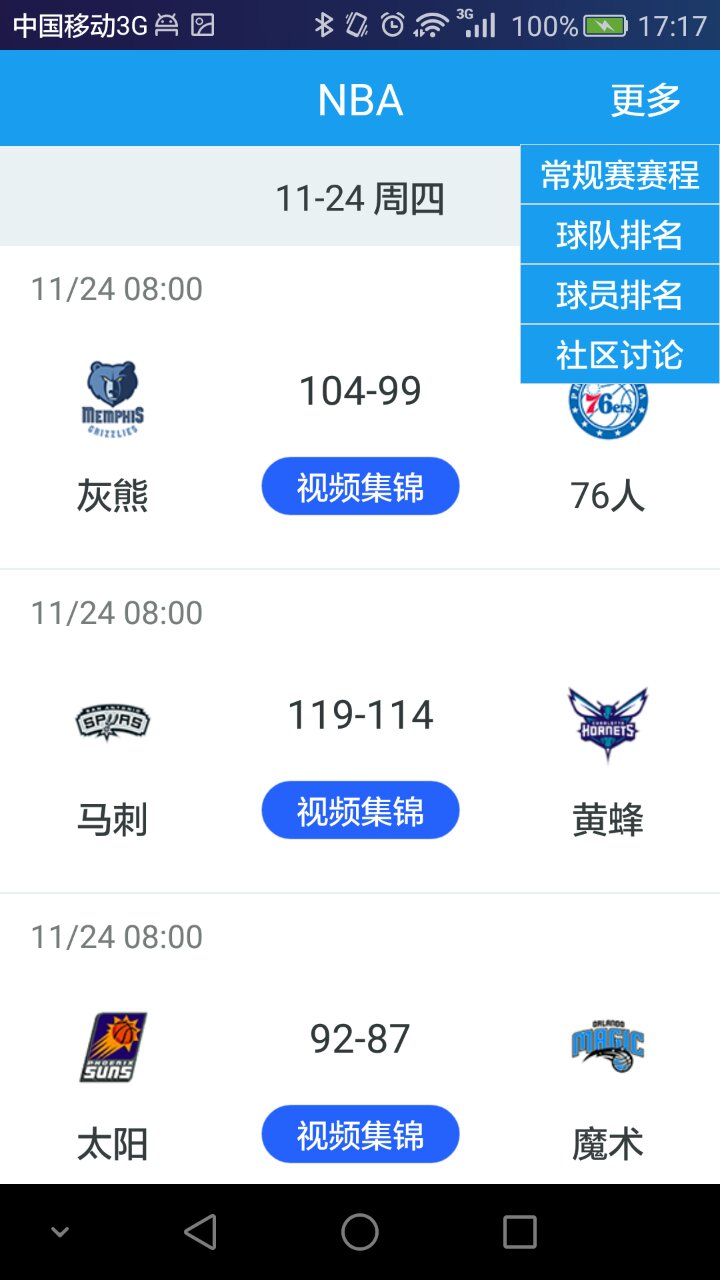 中国移动3G 3G 100% 17:17
NBA 更多
常规赛赛程
11-24 周四
球队排名
11/24 08:00
球员排名
社区讨论
104-99
MEMPHIS
GRIZZLIES
76ers
灰熊 视频集锦 76人
11/24 08:00
119-114
SAN ANTONIO
SPURS
CHARLOTTE
HORNETS
马刺 视频集锦 黄蜂
11/24 08:00
92-87
PHOENIX
SUNS
ORLANDO
MAGIC
太阳 视频集锦 魔术